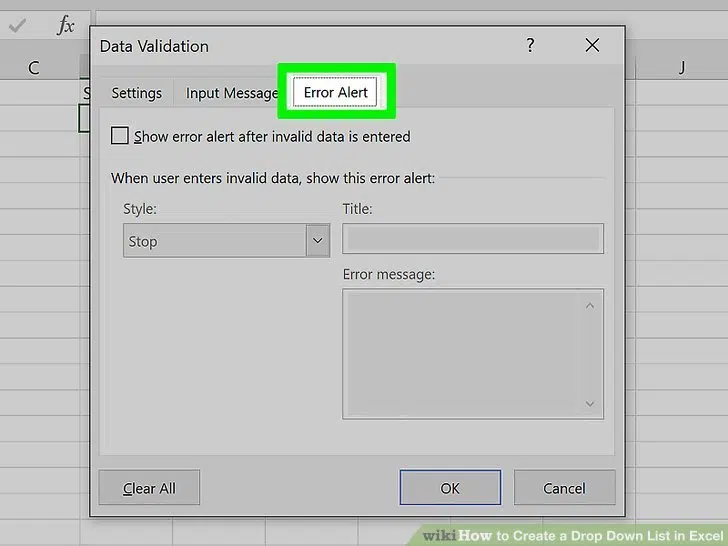 fx
Data Validation
?
C
J
S
Settings
Input Message
Error Alert
Show error alert after invalid data is entered
When user enters invalid data, show this error alert:
Style:
Title:
Stop
Error message:
Clear All
OK
Cancel
wikiHow to Create a Drop Down List in Excel